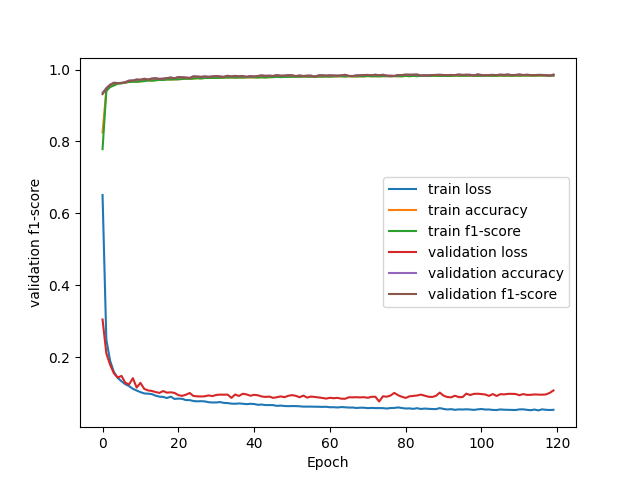 1.0
0.8
0.6
0.4
0.2
validation f1-score
train loss
train accuracy
train f1-score
validation loss
validation accuracy
validation f1-score
0 20 40 60 80 100 120
Epoch